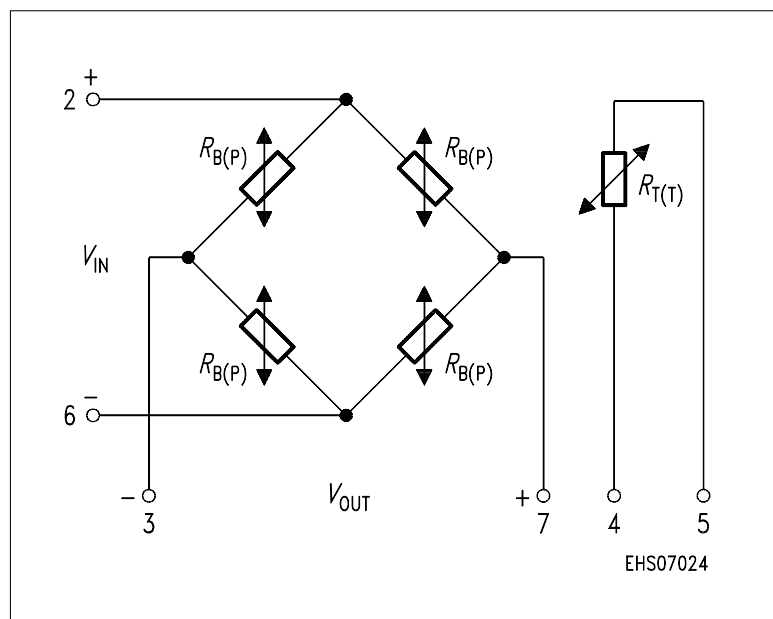 2 +
R_B(P) R_B(P)
R_T(T)
V_IN
R_B(P) R_B(P)
6 −
− 3
V_OUT
+ 7
4
5
EHS07024